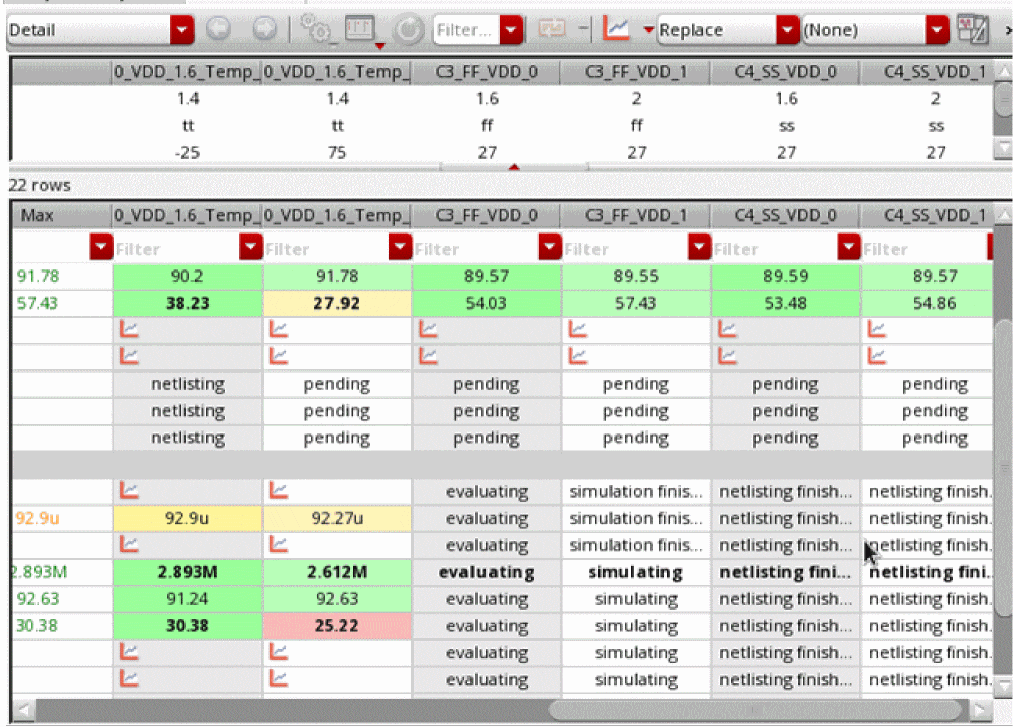 Detail Filter... Replace (None)
0_VDD_1.6_Temp_ 0_VDD_1.6_Temp_ C3_FF_VDD_0 C3_FF_VDD_1 C4_SS_VDD_0 C4_SS_VDD_1
1.4 1.4 1.6 2 1.6 2
tt tt ff ff ss ss
-25 75 27 27 27 27
22 rows
Max 0_VDD_1.6_Temp_ 0_VDD_1.6_Temp_ C3_FF_VDD_0 C3_FF_VDD_1 C4_SS_VDD_0 C4_SS_VDD_1
Filter Filter Filter Filter Filter Filter
91.78 90.2 91.78 89.57 89.55 89.59 89.57
57.43 38.23 27.92 54.03 57.43 53.48 54.86
netlisting pending pending pending pending pending
netlisting pending pending pending pending pending
netlisting pending pending pending pending pending
evaluating simulation finis... netlisting finish... netlisting finish.
92.9u 92.9u 92.27u evaluating simulation finis... netlisting finish... netlisting finish.
evaluating simulation finis... netlisting finish... netlisting finish.
2.893M 2.893M 2.612M evaluating simulating netlisting fini... netlisting fini..
92.63 91.24 92.63 evaluating simulating netlisting finish... netlisting finish.
30.38 30.38 25.22 evaluating simulating netlisting finish... netlisting finish.
evaluating simulating netlisting finish... netlisting finish.
evaluating simulating netlisting finish... netlisting finish.